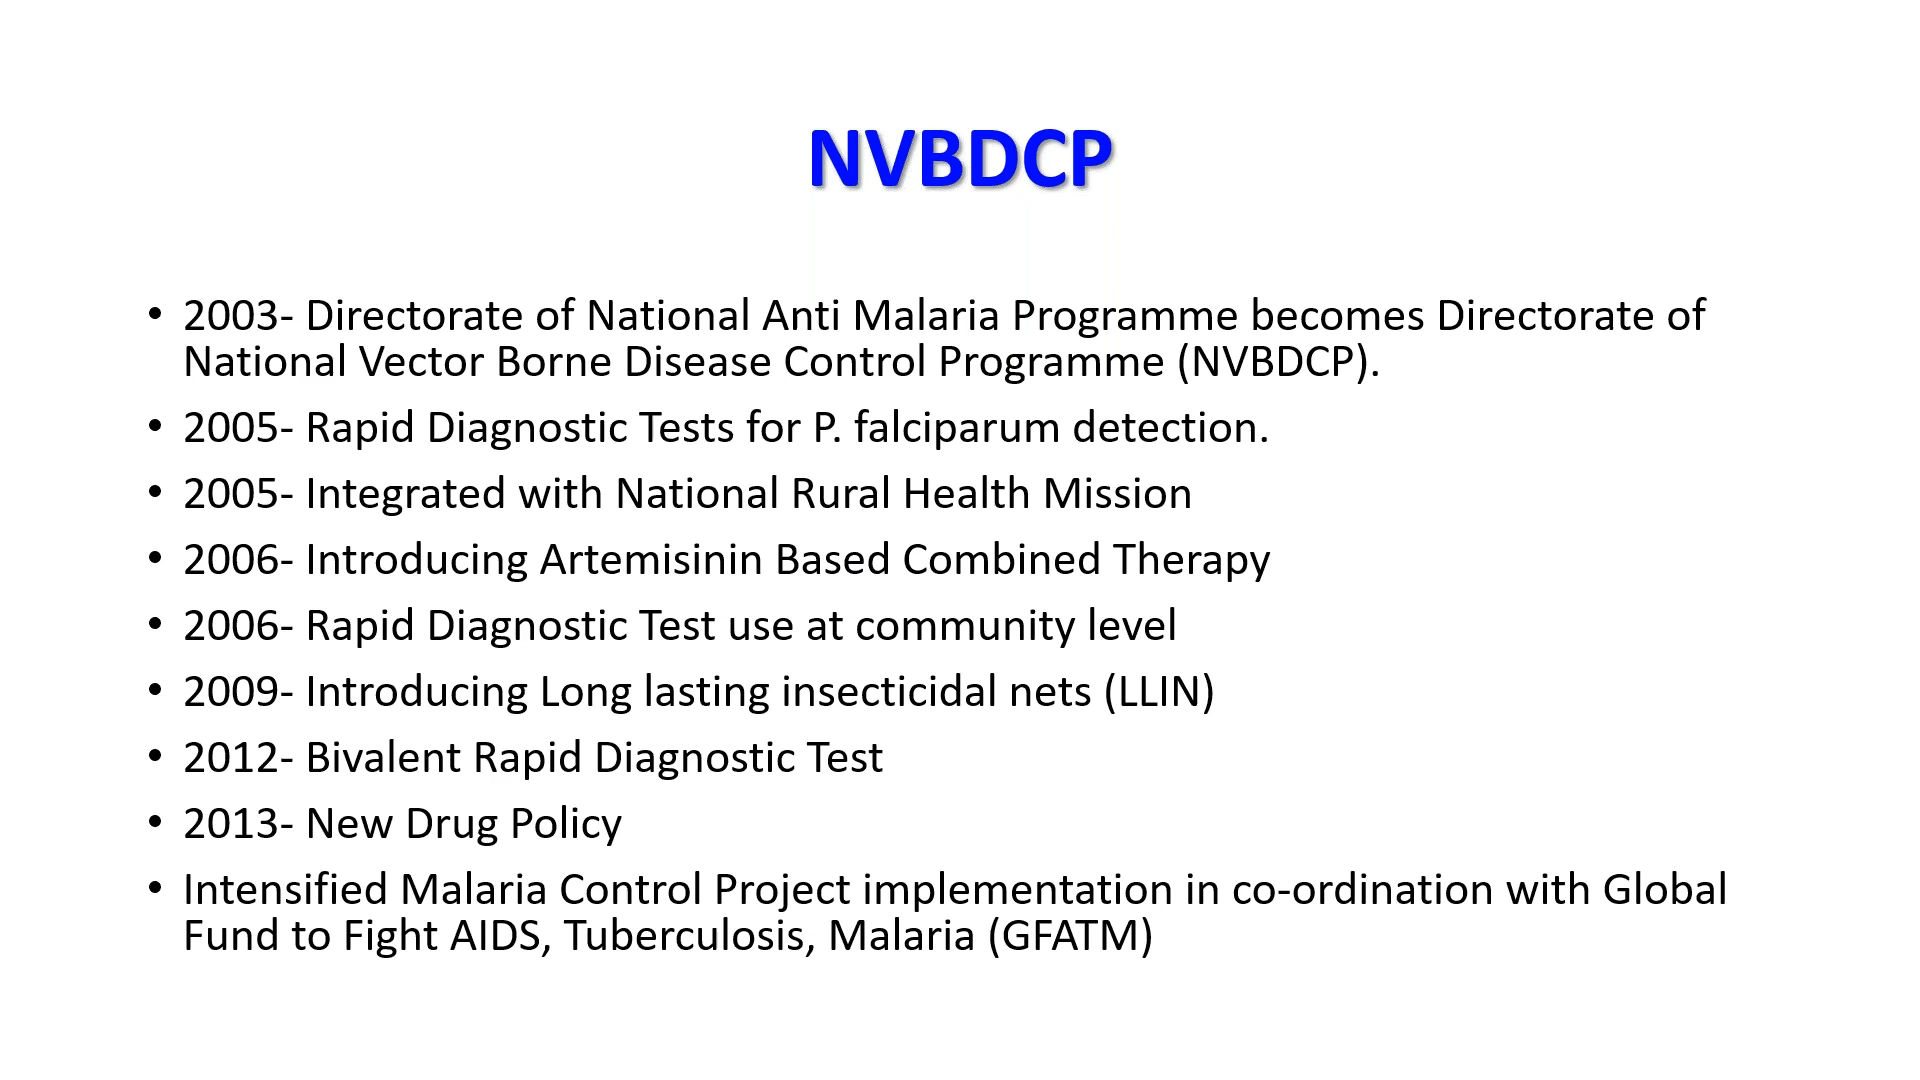 NVBDCP
• 2003- Directorate of National Anti Malaria Programme becomes Directorate of
National Vector Borne Disease Control Programme (NVBDCP).
• 2005- Rapid Diagnostic Tests for P. falciparum detection.
• 2005- Integrated with National Rural Health Mission
• 2006- Introducing Artemisinin Based Combined Therapy
• 2006- Rapid Diagnostic Test use at community level
• 2009- Introducing Long lasting insecticidal nets (LLIN)
• 2012- Bivalent Rapid Diagnostic Test
• 2013- New Drug Policy
• Intensified Malaria Control Project implementation in co-ordination with Global
Fund to Fight AIDS, Tuberculosis, Malaria (GFATM)